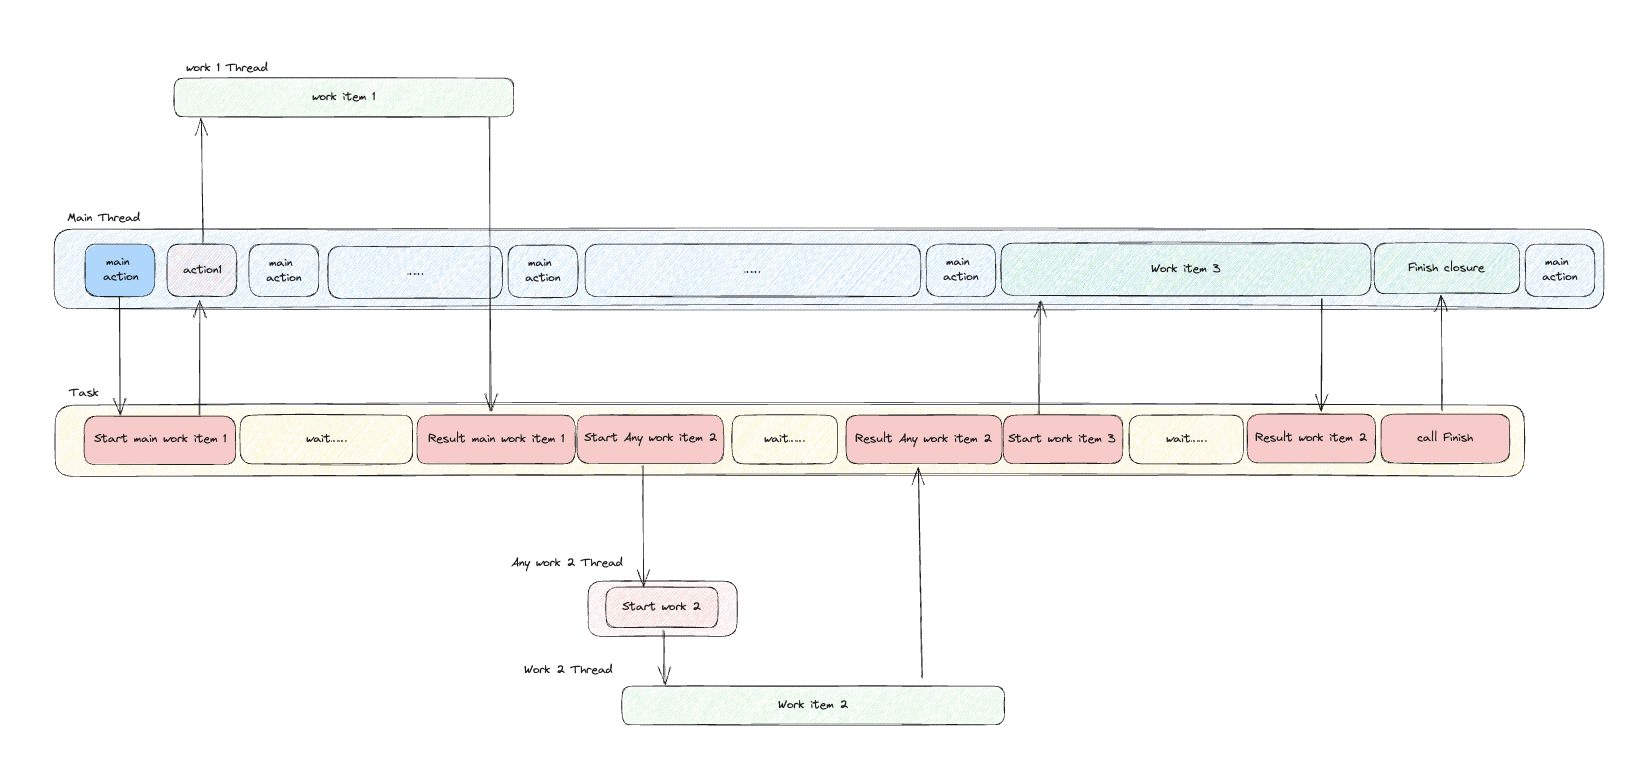 work 1 Thread
work item 1
Main Thread
main
action
action1
main
action
......
main
action
......
main
action
Work item 3
Finish closure
main
action
Task
Start main work item 1
wait......
Result main work item 1
Start Any work item 2
wait......
Result Any work item 2
Start work item 3
wait......
Result work item 2
call Finish
Any work 2 Thread
Start work 2
Work 2 Thread
Work item 2